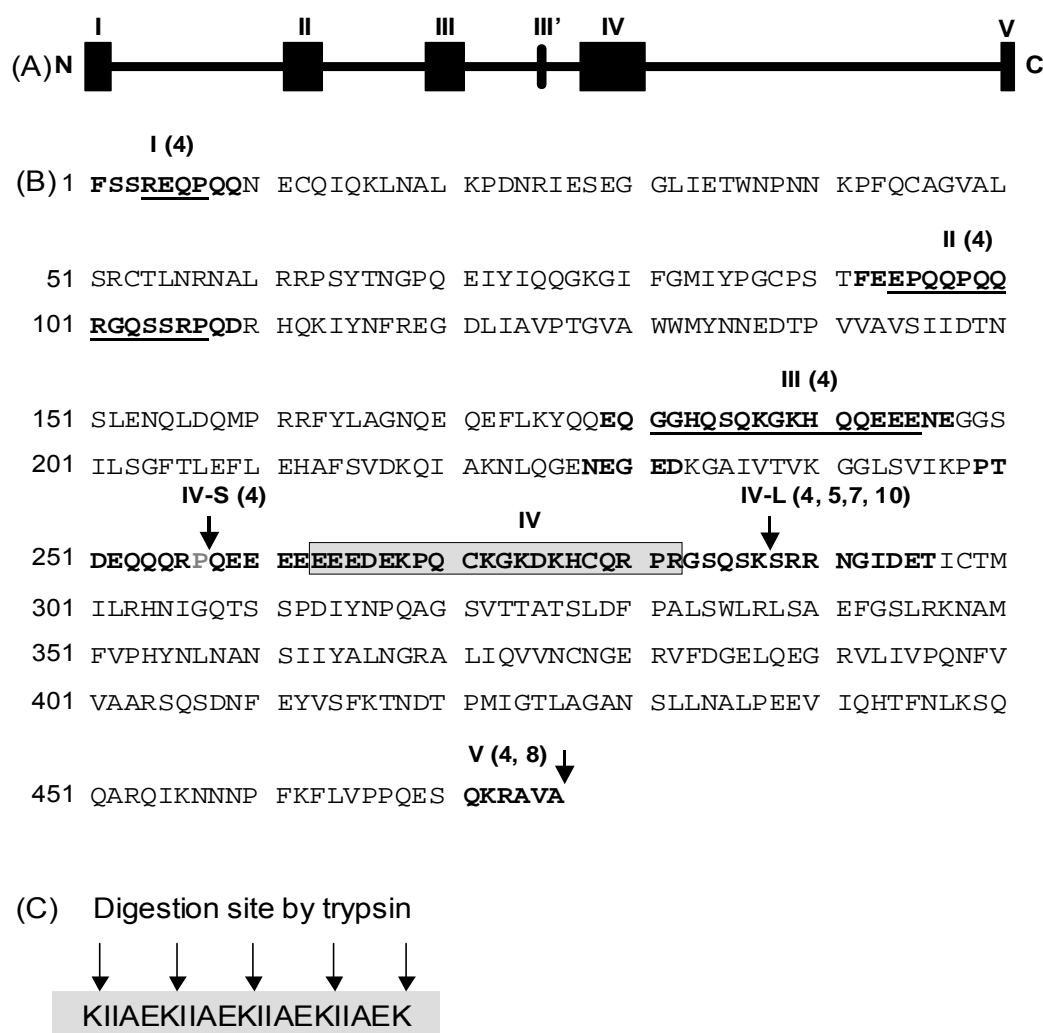 I II III III’ IV V
(A) N C
I (4)
(B) 1 FSSREQPQQN ECQIQKLNAL KPDNRIESEG GLIETWNPNN KPFQCAGVAL
51 SRCTLNRNAL RRPSYTNGPQ EIYIQQGKGI FGMIYPGCPS TFEEPQQPQQ
II (4)
101 RGQSSRPQDR HQKIYNFREG DLIAVPTGVA WWMYNNEDTP VVAVSIIDTN
III (4)
151 SLENQLDQMP RRFYLAGNQE QEFLKYQQEQ GGHQSQKGKH QQEEENEGGS
201 ILSGFTLEFL EHAFSVDKQI AKNLQGENEG EDKGAIVTVK GGLSVIKPPT
IV-S (4) IV IV-L (4, 5,7, 10)
251 DEQQQRPQEE EEEEEDEKPQ CKGKDKHCQR PRGSQSKSRR NGIDETICTM
301 ILRHNIGQTS SPDIYNPQAG SVTTATSLDF PALSWLRLSA EFGSLRKNAM
351 FVPHYNLNAN SIIYALNGRA LIQVVNCNGE RVFDGELQEG RVLIVPQNFV
401 VAARSQSDNF EYVSFKTNDT PMIGTLAGAN SLLNALPEEV IQHTFNLKSQ
V (4, 8)
451 QARQIKNNNP FKFLVPPQES QKRAVA
(C) Digestion site by trypsin
KIIAEKIIAEKIIAEKIIAEK